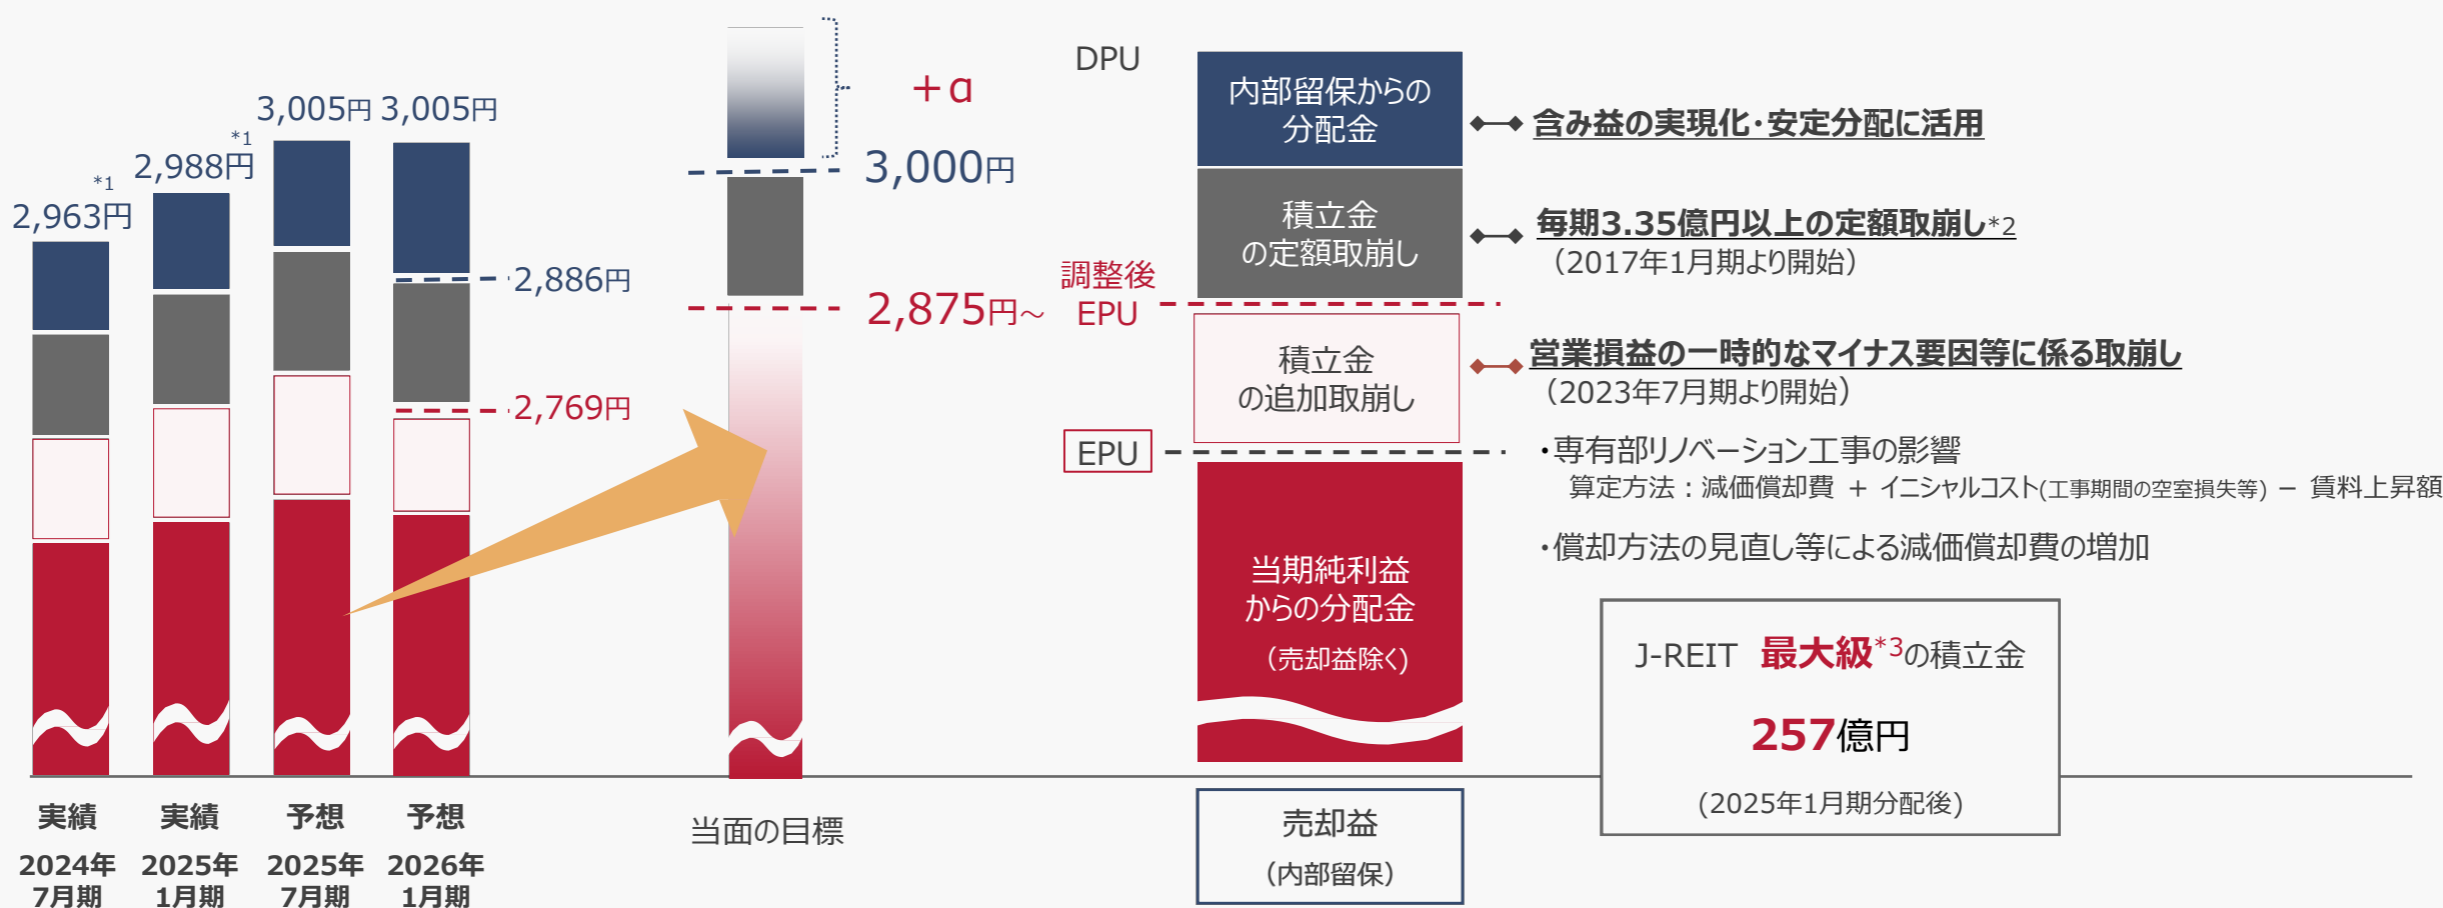 *1
2,963円
*1
2,988円
3,005円
3,005円
2,886円
2,769円
実績
2024年
7月期
実績
2025年
1月期
予想
2025年
7月期
予想
2026年
1月期
+α
3,000円
2,875円～
当面の目標
DPU
調整後
EPU
EPU
内部留保からの
分配金
積立金
の定額取崩し
積立金
の追加取崩し
当期純利益
からの分配金
（売却益除く)
売却益
（内部留保）
含み益の実現化・安定分配に活用
毎期3.35億円以上の定額取崩し*2
（2017年1月期より開始）
営業損益の一時的なマイナス要因等に係る取崩し
（2023年7月期より開始）
・専有部リノベーション工事の影響
算定方法：減価償却費 + イニシャルコスト(工事期間の空室損失等) − 賃料上昇額
・償却方法の見直し等による減価償却費の増加
J-REIT 最大級*3の積立金
257億円
(2025年1月期分配後)